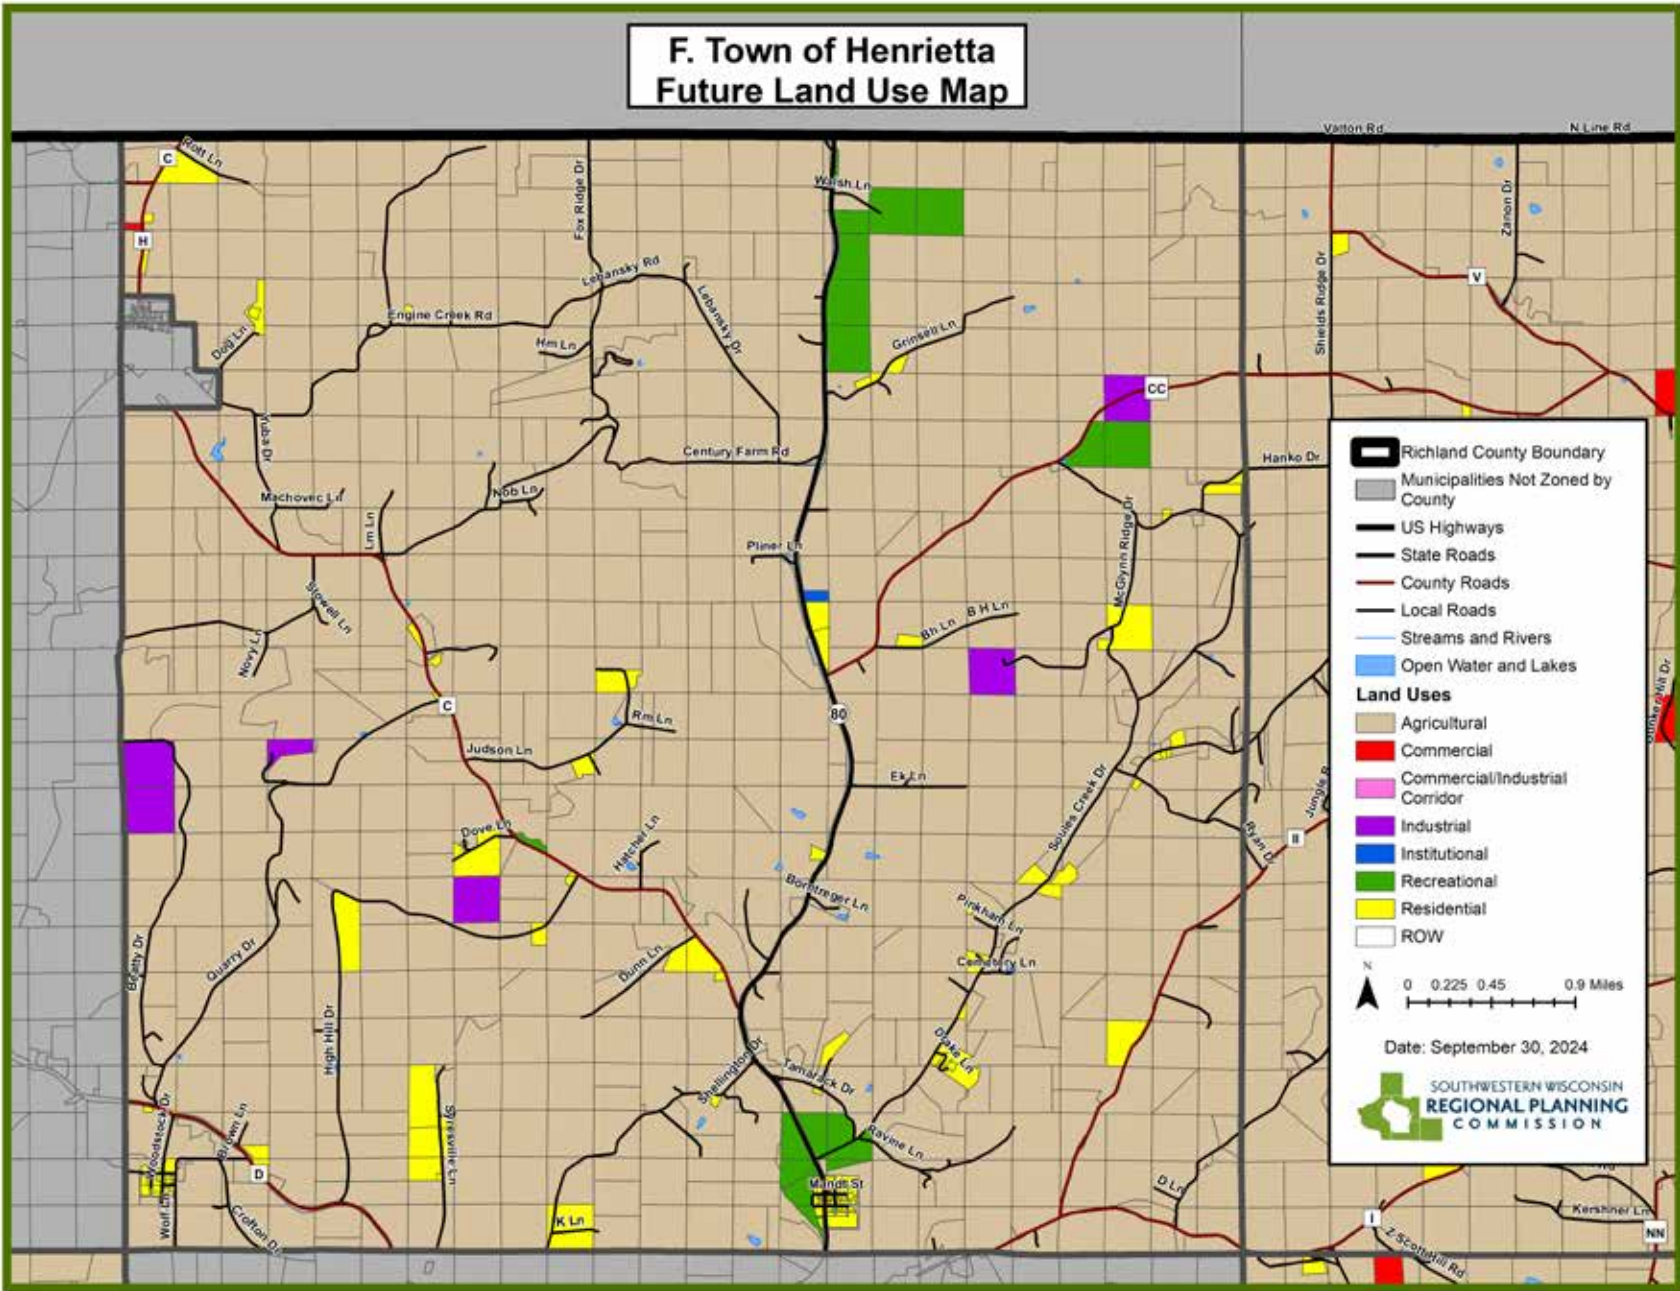 F. Town of Henrietta
Future Land Use Map
Valton Rd
N Line Rd
C
Rott Ln
Fox Ridge Dr
Walsh Ln
Zanon Dr
H
Lebansky Rd
V
Shields Ridge Dr
Engine Creek Rd
Lebansky Dr
Dog Ln
Hm Ln
Grinsell Ln
CC
Yuba Dr
Century Farm Rd
Hanko Dr
Machovec Ln
Nob Ln
Lm Ln
McGlynn Ridge Dr
Pliner Ln
Stowell Ln
B H Ln
Bh Ln
Novy Ln
C
80
Rm Ln
Judson Ln
Ek Ln
Soules Creek Dr
Dove Ln
Hatcher Ln
Ryan Dr
II
Borntreger Ln
Pinkham Ln
Cemetery Ln
Beatty Dr
Quarry Dr
Dunn Ln
High Hill Dr
Drake Ln
Shellington Dr
Tamarack Dr
Woodstock Dr
Brown Ln
Syresville Ln
Ravine Ln
D
Mandt St
D Ln
Wolf Ln
Crofton Dr
K Ln
I
Z Scott Hill Rd
Kershner Ln
NN
Richland County Boundary
Municipalities Not Zoned by
County
US Highways
State Roads
County Roads
Local Roads
Streams and Rivers
Open Water and Lakes
Land Uses
Agricultural
Commercial
Commercial/Industrial
Corridor
Industrial
Institutional
Recreational
Residential
ROW
N
0 0.225 0.45 0.9 Miles
Date: September 30, 2024
SOUTHWESTERN WISCONSIN
REGIONAL PLANNING
COMMISSION